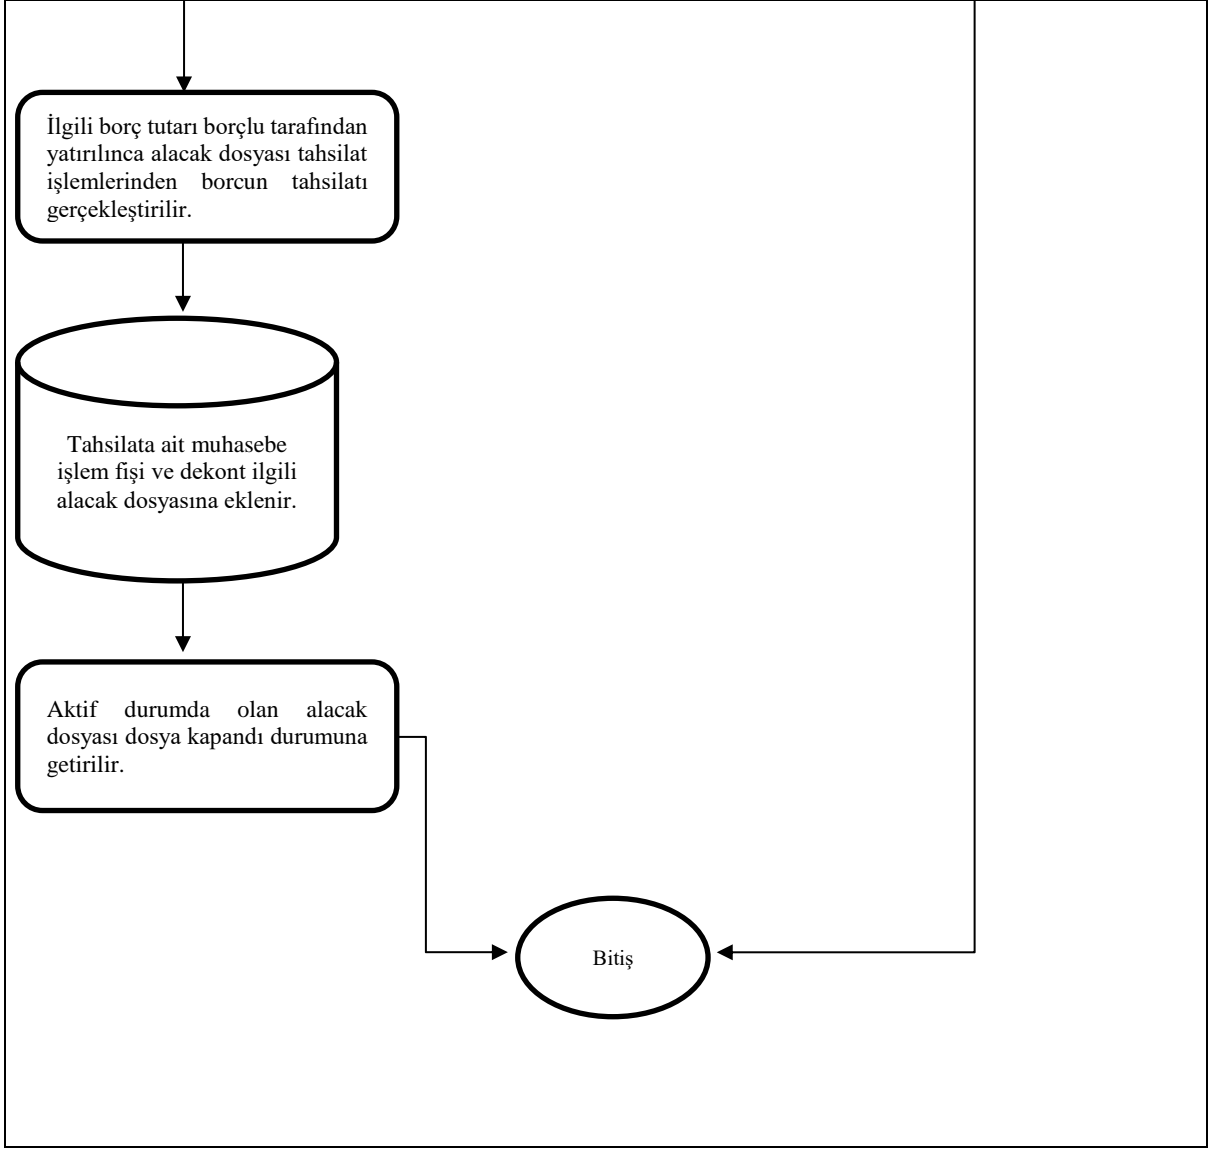 İlgili borç tutarı borçlu tarafından
yatırılınca alacak dosyası tahsilat
işlemlerinden borcun tahsilatı
gerçekleştirilir.
Tahsilata ait muhasebe
işlem fişi ve dekont ilgili
alacak dosyasına eklenir.
Aktif durumda olan alacak
dosyası dosya kapandı durumuna
getirilir.
Bitiş